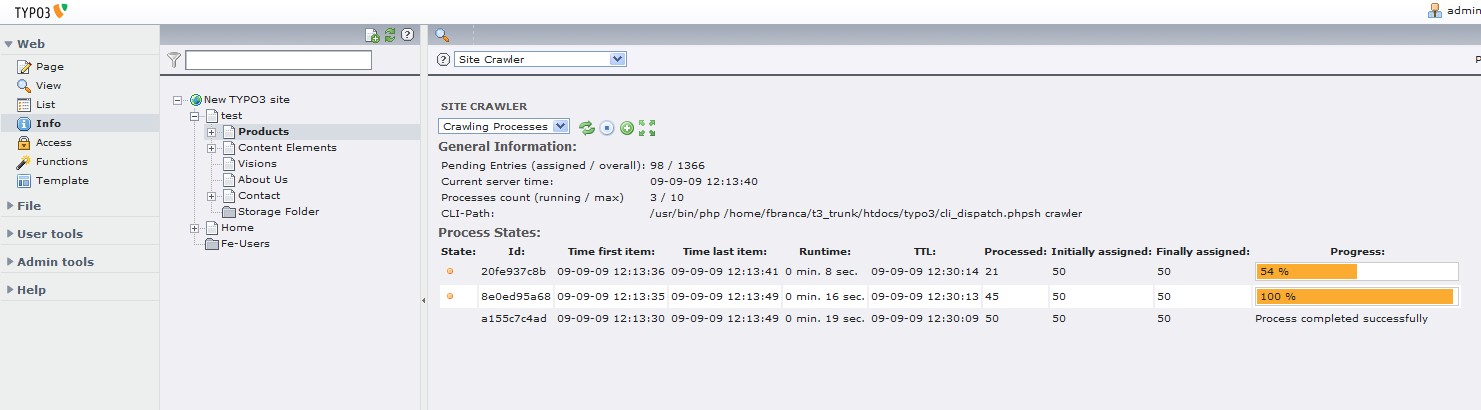 TYPO3
admin
Web
Page
View
List
Info
Access
Functions
Template
File
User tools
Admin tools
Help
New TYPO3 site
test
Products
Content Elements
Visions
About Us
Contact
Storage Folder
Home
Fe-Users
Site Crawler
P
SITE CRAWLER
Crawling Processes
General Information:
Pending Entries (assigned / overall): 98 / 1366
Current server time: 09-09-09 12:13:40
Processes count (running / max) 3 / 10
CLI-Path: /usr/bin/php /home/fbranca/t3_trunk/htdocs/typo3/cli_dispatch.phpsh crawler
Process States:
State: Id: Time first item: Time last item: Runtime: TTL: Processed: Initially assigned: Finally assigned: Progress:
20fe937c8b 09-09-09 12:13:36 09-09-09 12:13:41 0 min. 8 sec. 09-09-09 12:30:14 21 50 50 54 %
8e0ed95a68 09-09-09 12:13:35 09-09-09 12:13:49 0 min. 16 sec. 09-09-09 12:30:13 45 50 50 100 %
a155c7c4ad 09-09-09 12:13:30 09-09-09 12:13:49 0 min. 19 sec. 09-09-09 12:30:09 50 50 50 Process completed successfully